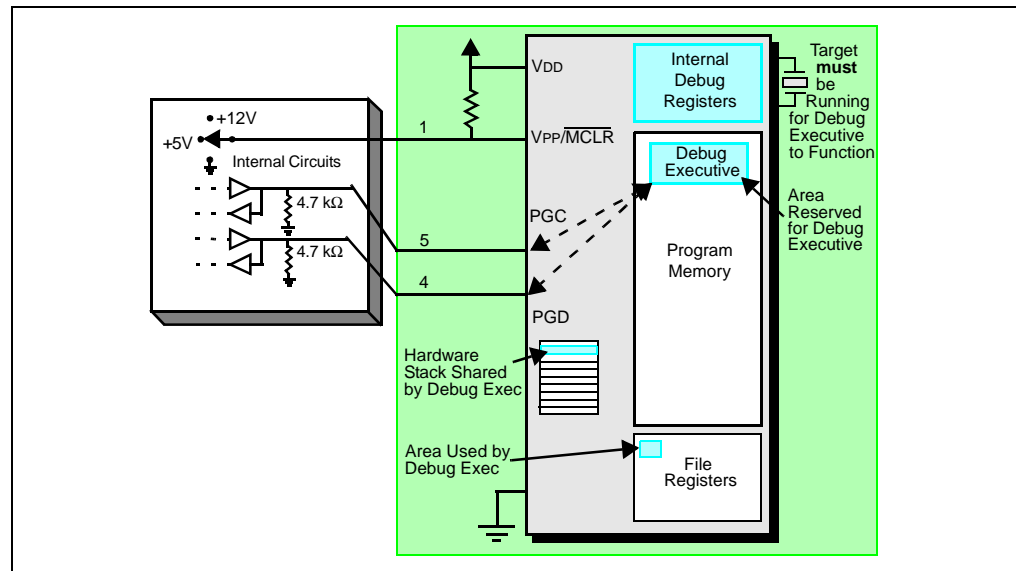 +12V
+5V
Internal Circuits
4.7 kΩ
4.7 kΩ
1
5
4
VDD
VPP/MCLR
PGC
PGD
Internal
Debug
Registers
Target
must
be
Running
for Debug
Executive
to Function
Debug
Executive
Area
Reserved
for Debug
Executive
Program
Memory
Hardware
Stack Shared
by Debug Exec
Area Used by
Debug Exec
File
Registers